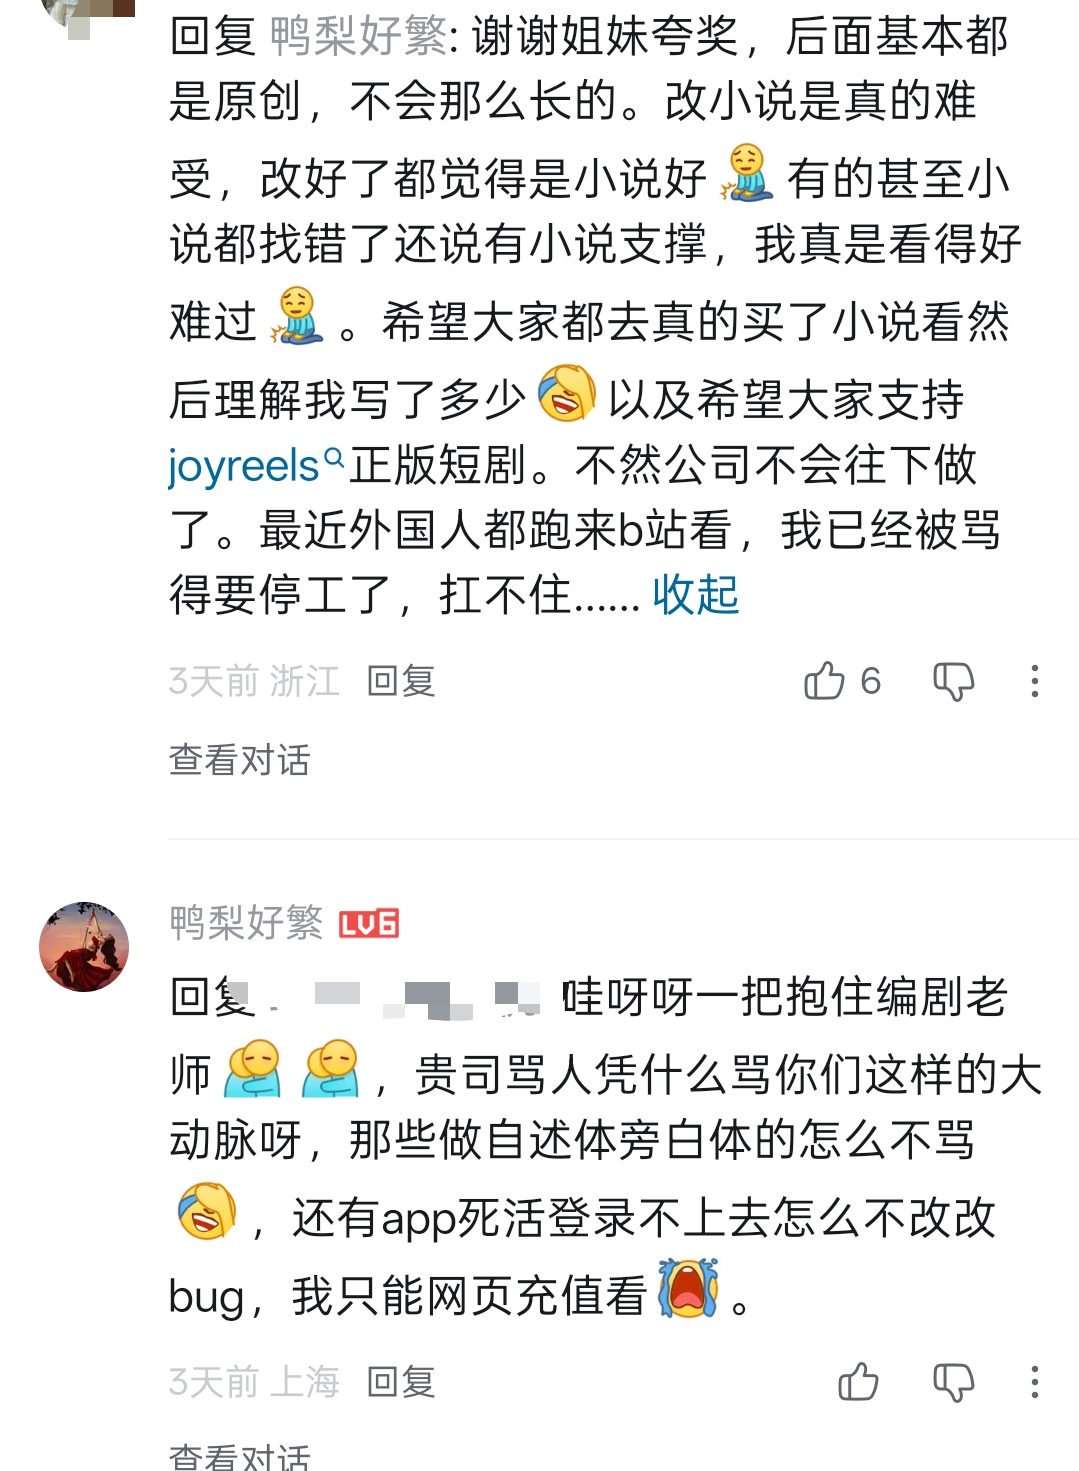 回复 鸭梨好繁: 谢谢姐妹夸奖，后面基本都
是原创，不会那么长的。改小说是真的难
受，改好了都觉得是小说好 有的甚至小
说都找错了还说有小说支撑，我真是看得好
难过 。希望大家都去真的买了小说看然
后理解我写了多少 以及希望大家支持
joyreels 正版短剧。不然公司不会往下做
了。最近外国人都跑来b站看，我已经被骂
得要停工了，扛不住...... 收起
3天前 浙江 回复 6
查看对话
鸭梨好繁 LV6
回复 哇呀呀一把抱住编剧老
师 ，贵司骂人凭什么骂你们这样的大
动脉呀，那些做自述体旁白体的怎么不骂
，还有app死活登录不上去怎么不改改
bug，我只能网页充值看 。
3天前 上海 回复
查看对话